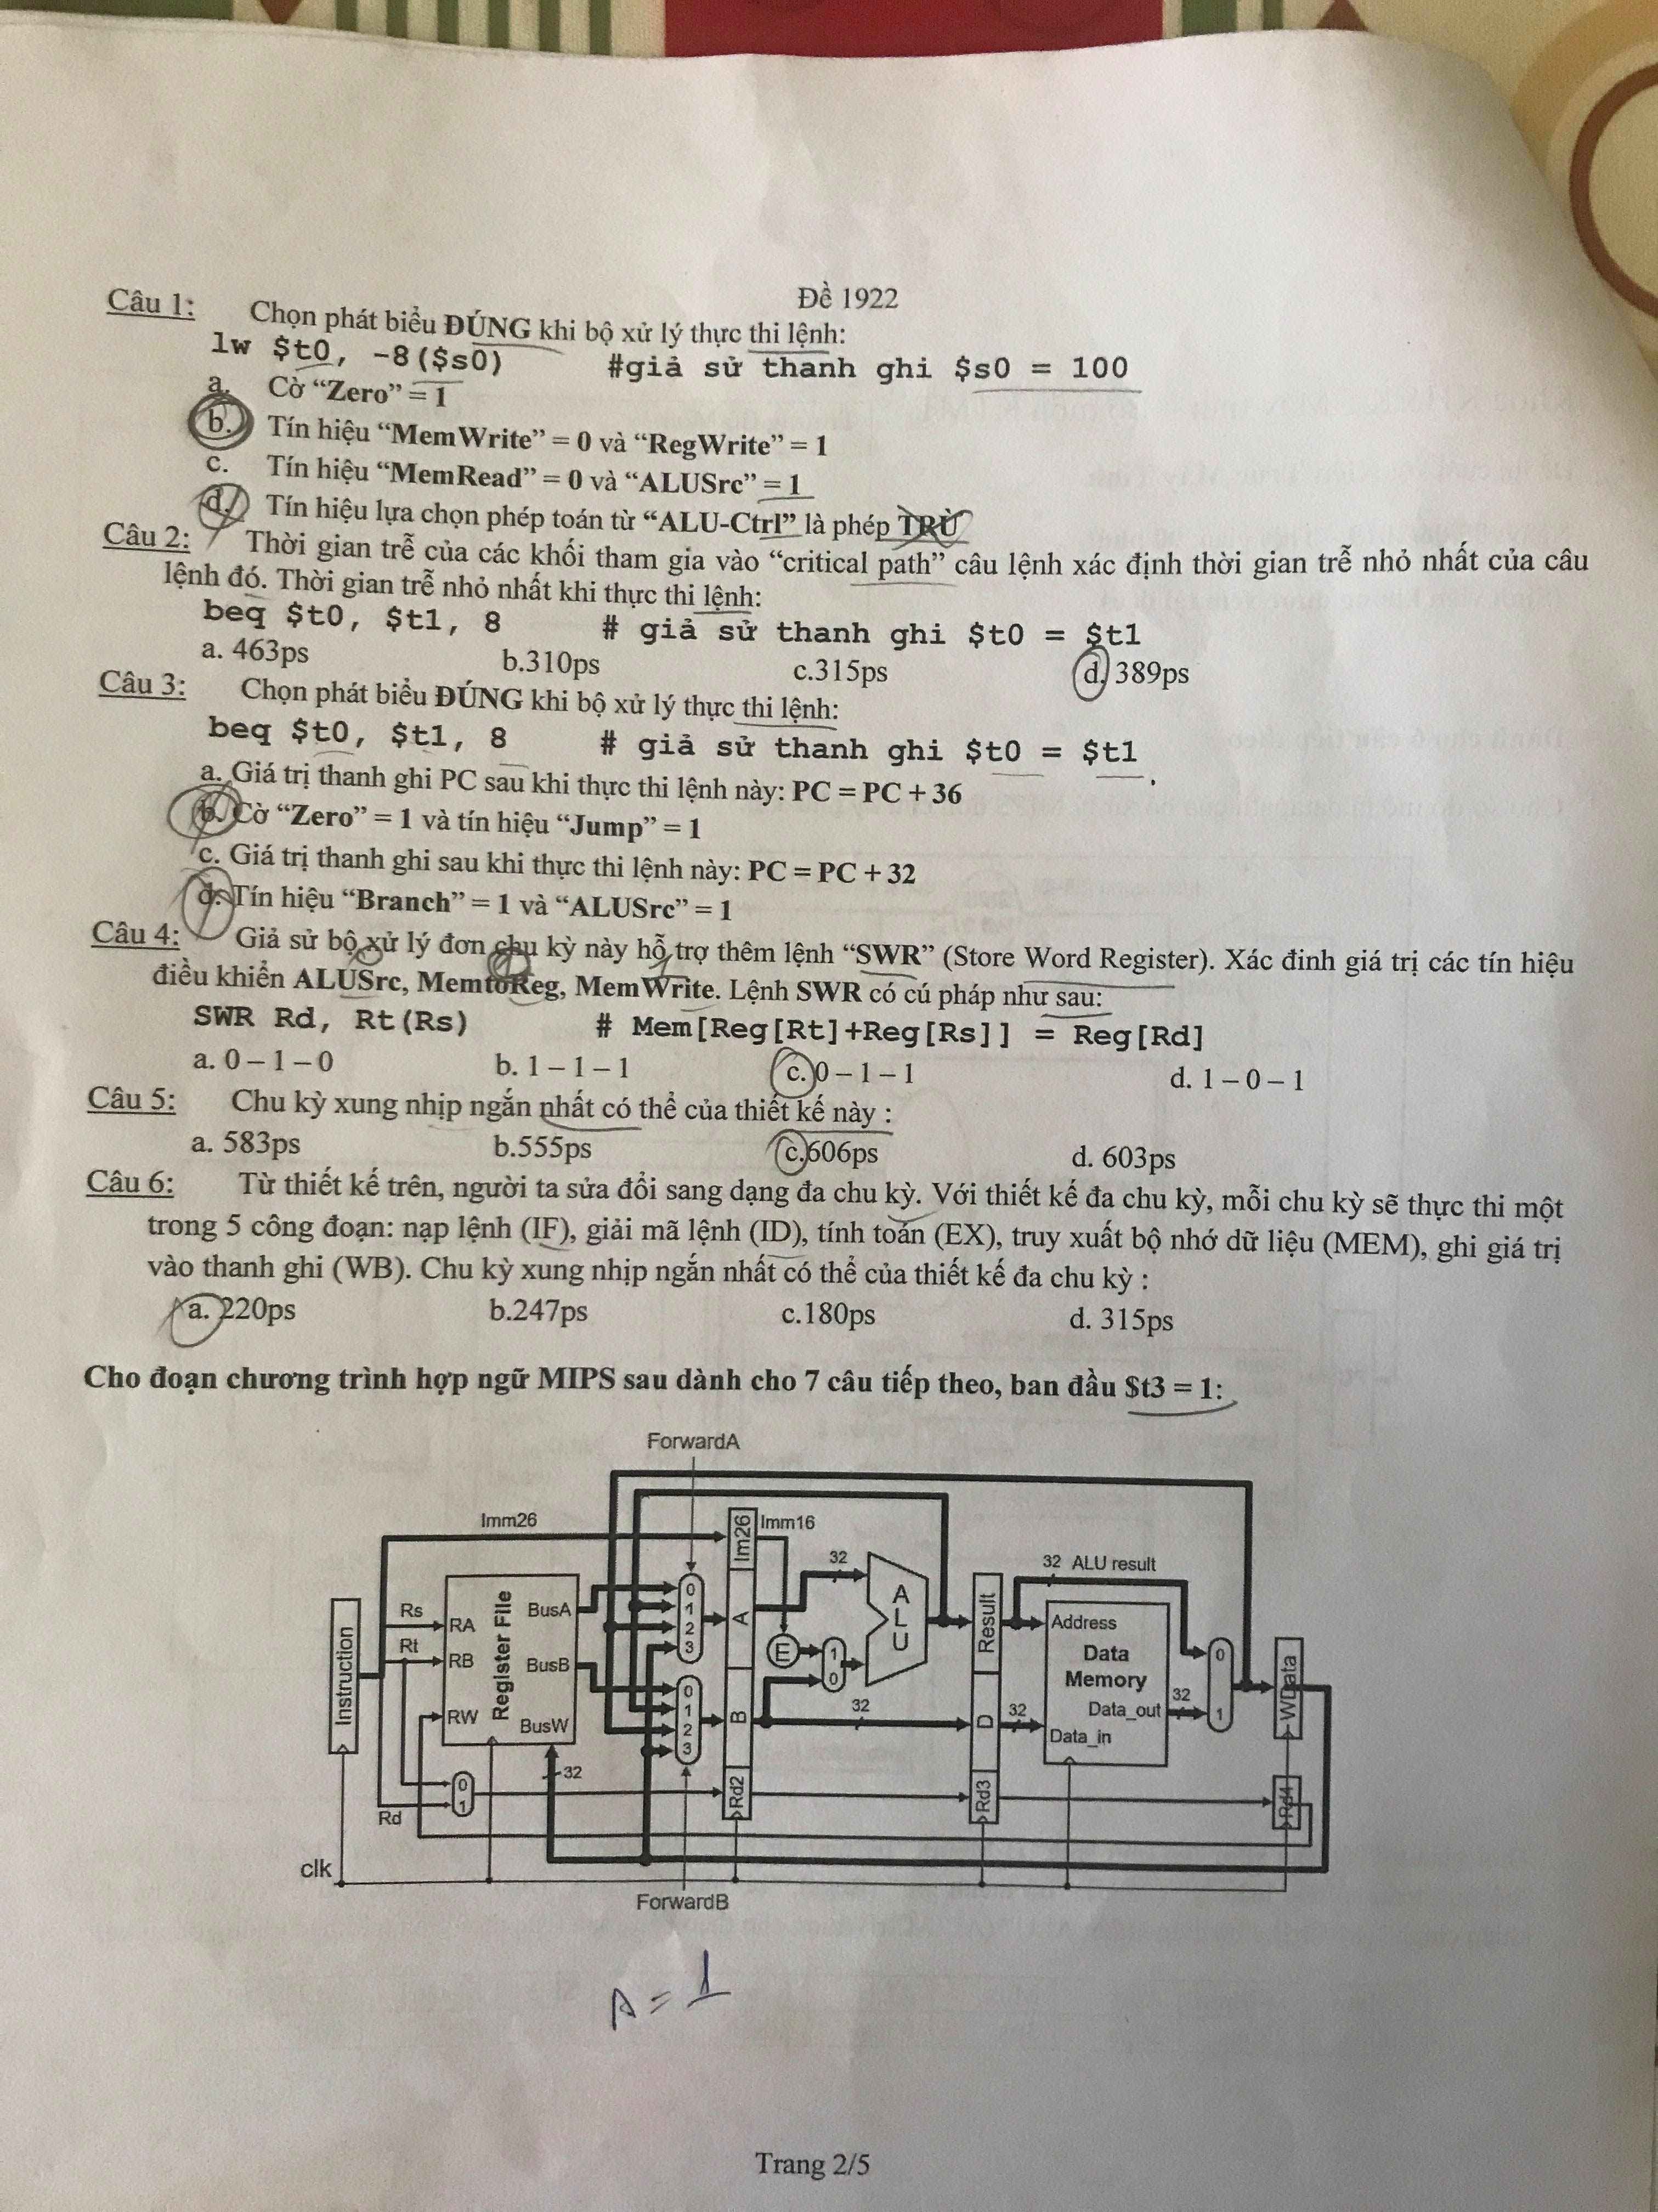 Đề 1922
Câu 1: Chọn phát biểu ĐÚNG khi bộ xử lý thực thi lệnh:
lw $t0, -8($s0) #giả sử thanh ghi $s0 = 100
a. Cờ “Zero” = 1
b. Tín hiệu “MemWrite” = 0 và “RegWrite” = 1
c. Tín hiệu “MemRead” = 0 và “ALUSrc” = 1
d. Tín hiệu lựa chọn phép toán từ “ALU-Ctrl” là phép TRỪ
Câu 2: Thời gian trễ của các khối tham gia vào “critical path” câu lệnh xác định thời gian trễ nhỏ nhất của câu
lệnh đó. Thời gian trễ nhỏ nhất khi thực thi lệnh:
beq $t0, $t1, 8 # giả sử thanh ghi $t0 = $t1
a. 463ps b.310ps c.315ps d. 389ps
Câu 3: Chọn phát biểu ĐÚNG khi bộ xử lý thực thi lệnh:
beq $t0, $t1, 8 # giả sử thanh ghi $t0 = $t1
a. Giá trị thanh ghi PC sau khi thực thi lệnh này: PC = PC + 36
b. Cờ “Zero” = 1 và tín hiệu “Jump” = 1
c. Giá trị thanh ghi sau khi thực thi lệnh này: PC = PC + 32
d. Tín hiệu “Branch” = 1 và “ALUSrc” = 1
Câu 4: Giả sử bộ xử lý đơn chu kỳ này hỗ trợ thêm lệnh “SWR” (Store Word Register). Xác đinh giá trị các tín hiệu
điều khiển ALUSrc, MemtoReg, MemWrite. Lệnh SWR có cú pháp như sau:
SWR Rd, Rt(Rs) # Mem[Reg[Rt]+Reg[Rs]] = Reg[Rd]
a. 0 – 1 – 0 b. 1 – 1 – 1 c. 0 – 1 – 1 d. 1 – 0 – 1
Câu 5: Chu kỳ xung nhịp ngắn nhất có thể của thiết kế này :
a. 583ps b.555ps c.606ps d. 603ps
Câu 6: Từ thiết kế trên, người ta sửa đổi sang dạng đa chu kỳ. Với thiết kế đa chu kỳ, mỗi chu kỳ sẽ thực thi một
trong 5 công đoạn: nạp lệnh (IF), giải mã lệnh (ID), tính toán (EX), truy xuất bộ nhớ dữ liệu (MEM), ghi giá trị
vào thanh ghi (WB). Chu kỳ xung nhịp ngắn nhất có thể của thiết kế đa chu kỳ :
a. 220ps b.247ps c.180ps d. 315ps
Cho đoạn chương trình hợp ngữ MIPS sau dành cho 7 câu tiếp theo, ban đầu $t3 = 1:
ForwardA
Imm26
Im26
Imm16
32
32 ALU result
Instruction
Rs
Rt
RA
RB
RW
Register File
BusA
BusB
BusW
0
1
2
3
0
1
2
3
A
B
E
1
0
ALU
32
Result
D
32
Address
Data
Memory
Data_out
Data_in
32
0
1
WData
32
0
1
Rd
Rd2
Rd3
Rd4
clk
ForwardB
A = 1
Trang 2/5